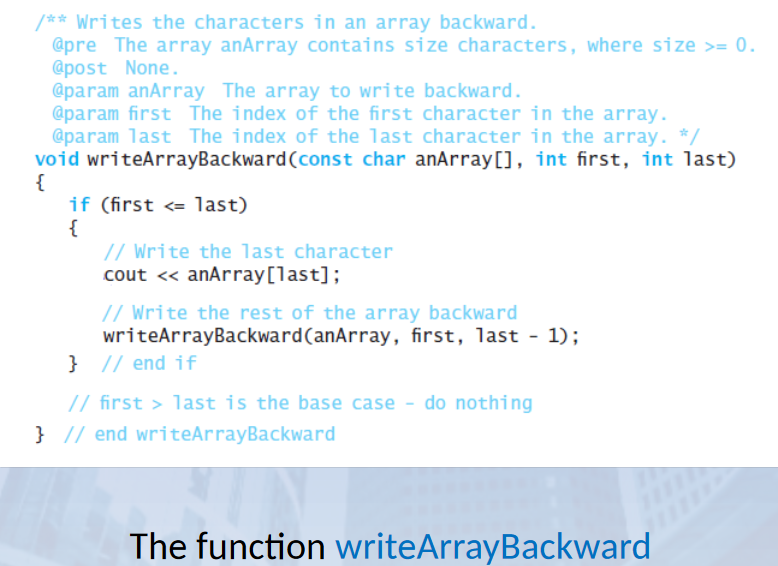 /** Writes the characters in an array backward.
@pre The array anArray contains size characters, where size >= 0.
@post None.
@param anArray The array to write backward.
@param first The index of the first character in the array.
@param last The index of the last character in the array. */
void writeArrayBackward(const char anArray[], int first, int last)
{
if (first <= last)
{
// Write the last character
cout << anArray[last];
// Write the rest of the array backward
writeArrayBackward(anArray, first, last - 1);
} // end if
// first > last is the base case - do nothing
} // end writeArrayBackward
The function writeArrayBackward